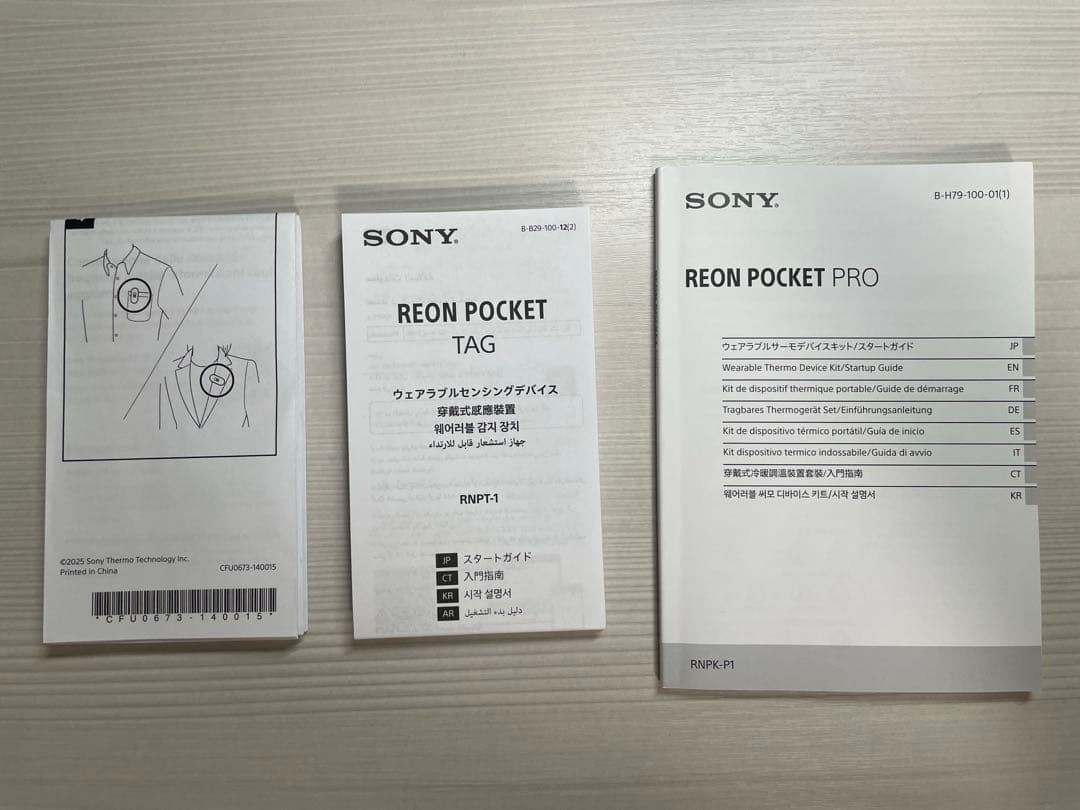 ©2025 Sony Thermo Technology Inc.
Printed in China
CFU0673-140015
*CFU0673-140015*
SONY®
B-B29-100-12(2)
REON POCKET
TAG
ウェアラブルセンシングデバイス
穿戴式感應裝置
웨어러블 감지 장치
جهاز استشعار قابل للارتداء
RNPT-1
JP スタートガイド
CT 入門指南
KR 시작 설명서
AR دليل بدء التشغيل
SONY®
B-H79-100-01(1)
REON POCKET PRO
ウェアラブルサーモデバイスキット/スタートガイド JP
Wearable Thermo Device Kit/Startup Guide EN
Kit de dispositif thermique portable/Guide de démarrage FR
Tragbares Thermogerät Set/Einführungsanleitung DE
Kit de dispositivo térmico portátil/Guía de inicio ES
Kit dispositivo termico indossabile/Guida di avvio IT
穿戴式冷暖調溫裝置套裝/入門指南 CT
웨어러블 써모 디바이스 키트/시작 설명서 KR
RNPK-P1